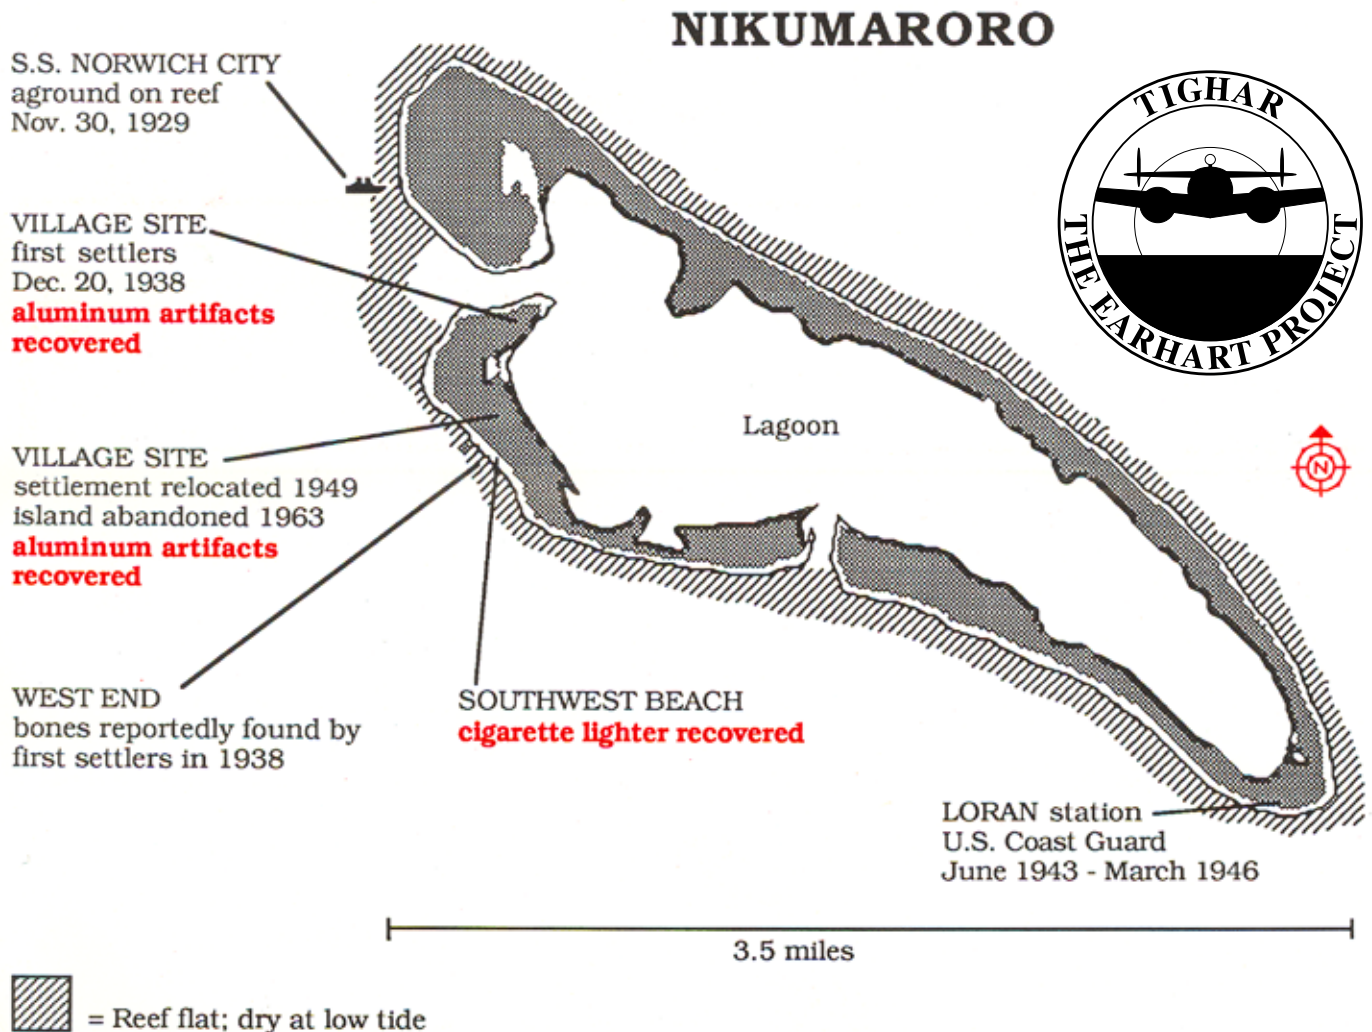 NIKUMARORO
S.S. NORWICH CITY
aground on reef
Nov. 30, 1929
TIGHAR
THE EARHART PROJECT
VILLAGE SITE
first settlers
Dec. 20, 1938
aluminum artifacts
recovered
Lagoon
N
VILLAGE SITE
settlement relocated 1949
island abandoned 1963
aluminum artifacts
recovered
WEST END
bones reportedly found by
first settlers in 1938
SOUTHWEST BEACH
cigarette lighter recovered
LORAN station
U.S. Coast Guard
June 1943 - March 1946
3.5 miles
= Reef flat; dry at low tide